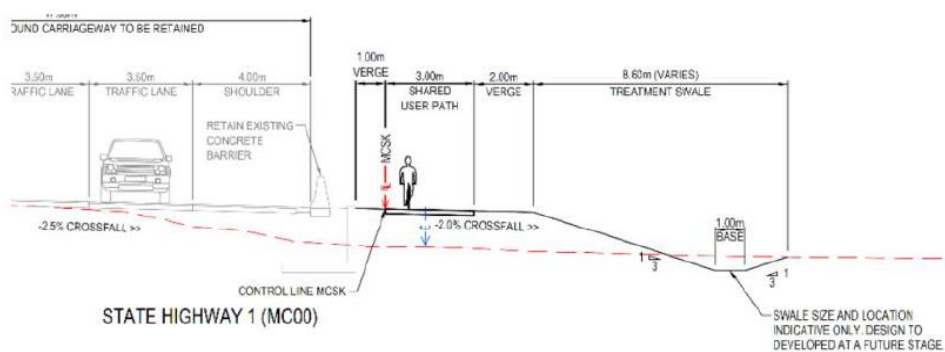 OUND CARRIAGEWAY TO BE RETAINED
3.50m
RAFFIC LANE
3.50m
TRAFFIC LANE
4.00m
SHOULDER
1.00m
VERGE
3.00m
SHARED
USER PATH
2.00m
VERGE
8.60m (VARIES)
TREATMENT SWALE
RETAIN EXISTING
CONCRETE
BARRIER
MCSK
-2.5% CROSSFALL >>
-2.0% CROSSFALL >>
1.00m
BASE
1
3
1
3
CONTROL LINE MCSK
STATE HIGHWAY 1 (MC00)
SWALE SIZE AND LOCATION
INDICATIVE ONLY. DESIGN TO
DEVELOPED AT A FUTURE STAGE